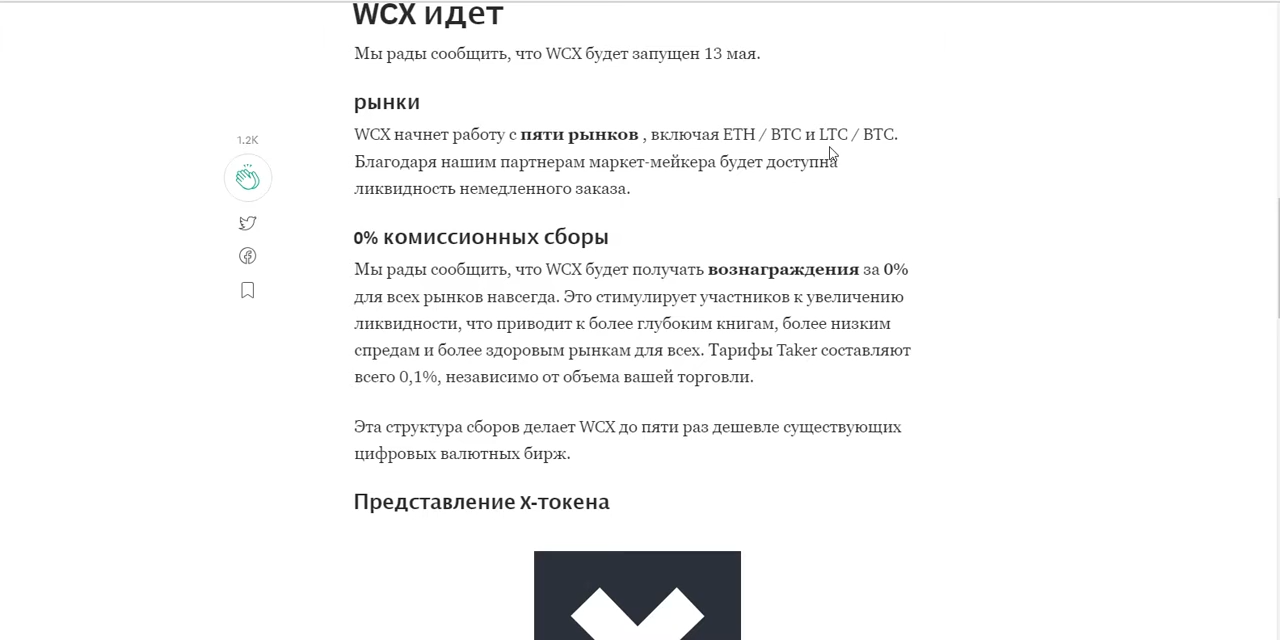 WCX идет
Мы рады сообщить, что WCX будет запущен 13 мая.
рынки
WCX начнет работу с пяти рынков , включая ETH / BTC и LTC / BTC.
Благодаря нашим партнерам маркет-мейкера будет доступна
ликвидность немедленного заказа.
1.2K
0% комиссионных сборы
Мы рады сообщить, что WCX будет получать вознаграждения за 0%
для всех рынков навсегда. Это стимулирует участников к увеличению
ликвидности, что приводит к более глубоким книгам, более низким
спредам и более здоровым рынкам для всех. Тарифы Taker составляют
всего 0,1%, независимо от объема вашей торговли.
Эта структура сборов делает WCX до пяти раз дешевле существующих
цифровых валютных бирж.
Представление X-токена